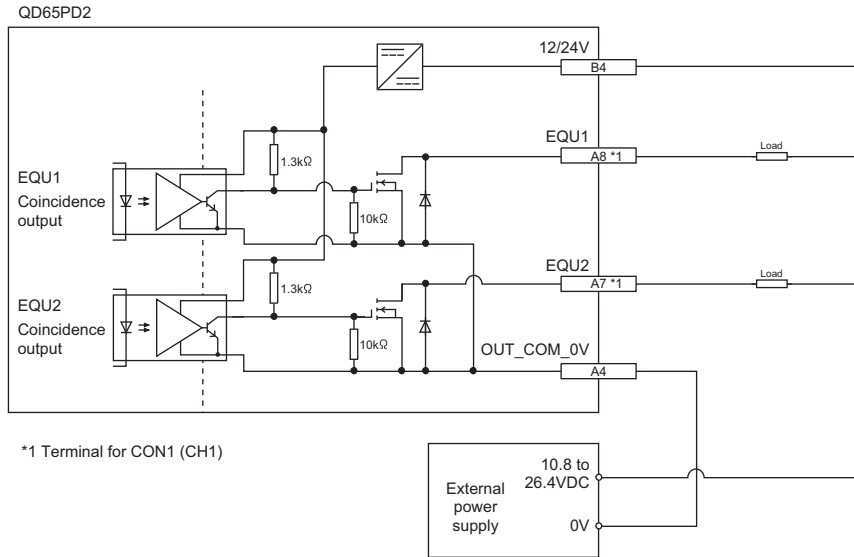 QD65PD2
12/24V
B4
EQU1
A8 *1
Load
1.3kΩ
EQU1
Coincidence
output
10kΩ
EQU2
A7 *1
Load
1.3kΩ
EQU2
Coincidence
output
10kΩ
OUT_COM_0V
A4
*1 Terminal for CON1 (CH1)
10.8 to
26.4VDC
External
power
supply
0V